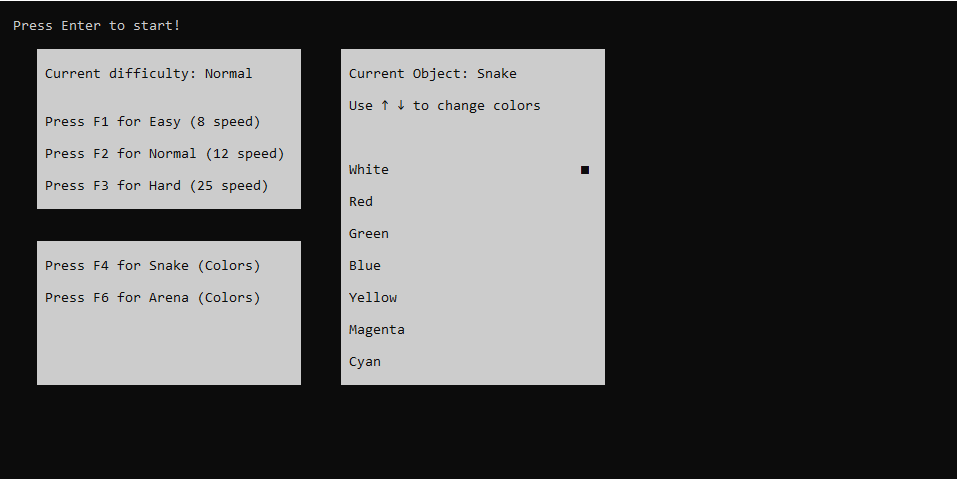 Press Enter to start!
Current difficulty: Normal
Press F1 for Easy (8 speed)
Press F2 for Normal (12 speed)
Press F3 for Hard (25 speed)
Press F4 for Snake (Colors)
Press F6 for Arena (Colors)
Current Object: Snake
Use ↑ ↓ to change colors
White ■
Red
Green
Blue
Yellow
Magenta
Cyan